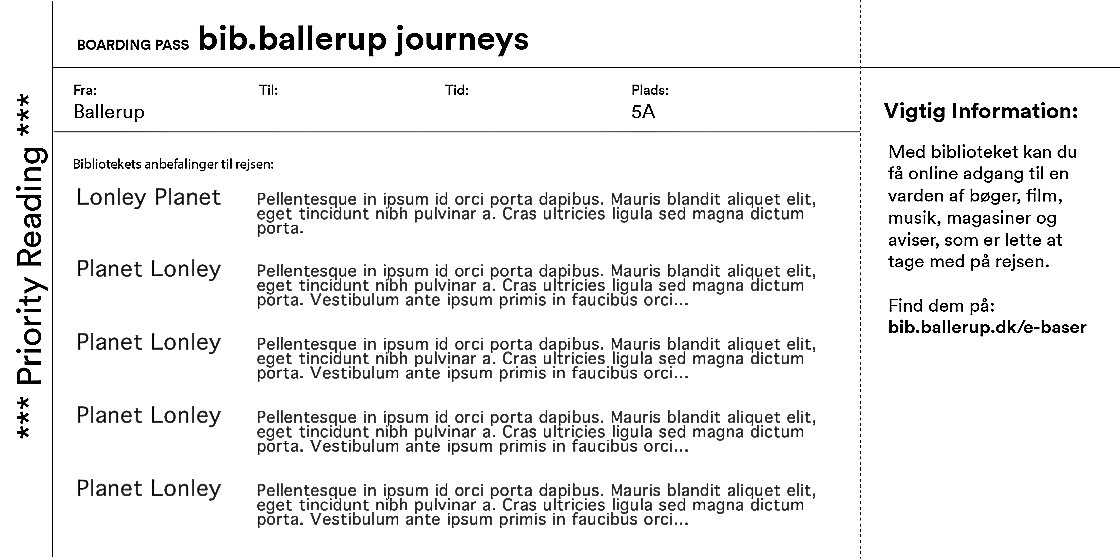 *** Priority Reading ***
BOARDING PASS bib.ballerup journeys
Fra:
Ballerup
Til:
Tid:
Plads:
5A
Bibliotekets anbefalinger til rejsen:
Lonley Planet
Pellentesque in ipsum id orci porta dapibus. Mauris blandit aliquet elit,
eget tincidunt nibh pulvinar a. Cras ultricies ligula sed magna dictum
porta.
Planet Lonley
Pellentesque in ipsum id orci porta dapibus. Mauris blandit aliquet elit,
eget tincidunt nibh pulvinar a. Cras ultricies ligula sed magna dictum
porta. Vestibulum ante ipsum primis in faucibus orci...
Planet Lonley
Pellentesque in ipsum id orci porta dapibus. Mauris blandit aliquet elit,
eget tincidunt nibh pulvinar a. Cras ultricies ligula sed magna dictum
porta. Vestibulum ante ipsum primis in faucibus orci...
Planet Lonley
Pellentesque in ipsum id orci porta dapibus. Mauris blandit aliquet elit,
eget tincidunt nibh pulvinar a. Cras ultricies ligula sed magna dictum
porta. Vestibulum ante ipsum primis in faucibus orci...
Planet Lonley
Pellentesque in ipsum id orci porta dapibus. Mauris blandit aliquet elit,
eget tincidunt nibh pulvinar a. Cras ultricies ligula sed magna dictum
porta. Vestibulum ante ipsum primis in faucibus orci...
Vigtig Information:
Med biblioteket kan du
få online adgang til en
varden af bøger, film,
musik, magasiner og
aviser, som er lette at
tage med på rejsen.
Find dem på:
bib.ballerup.dk/e-baser